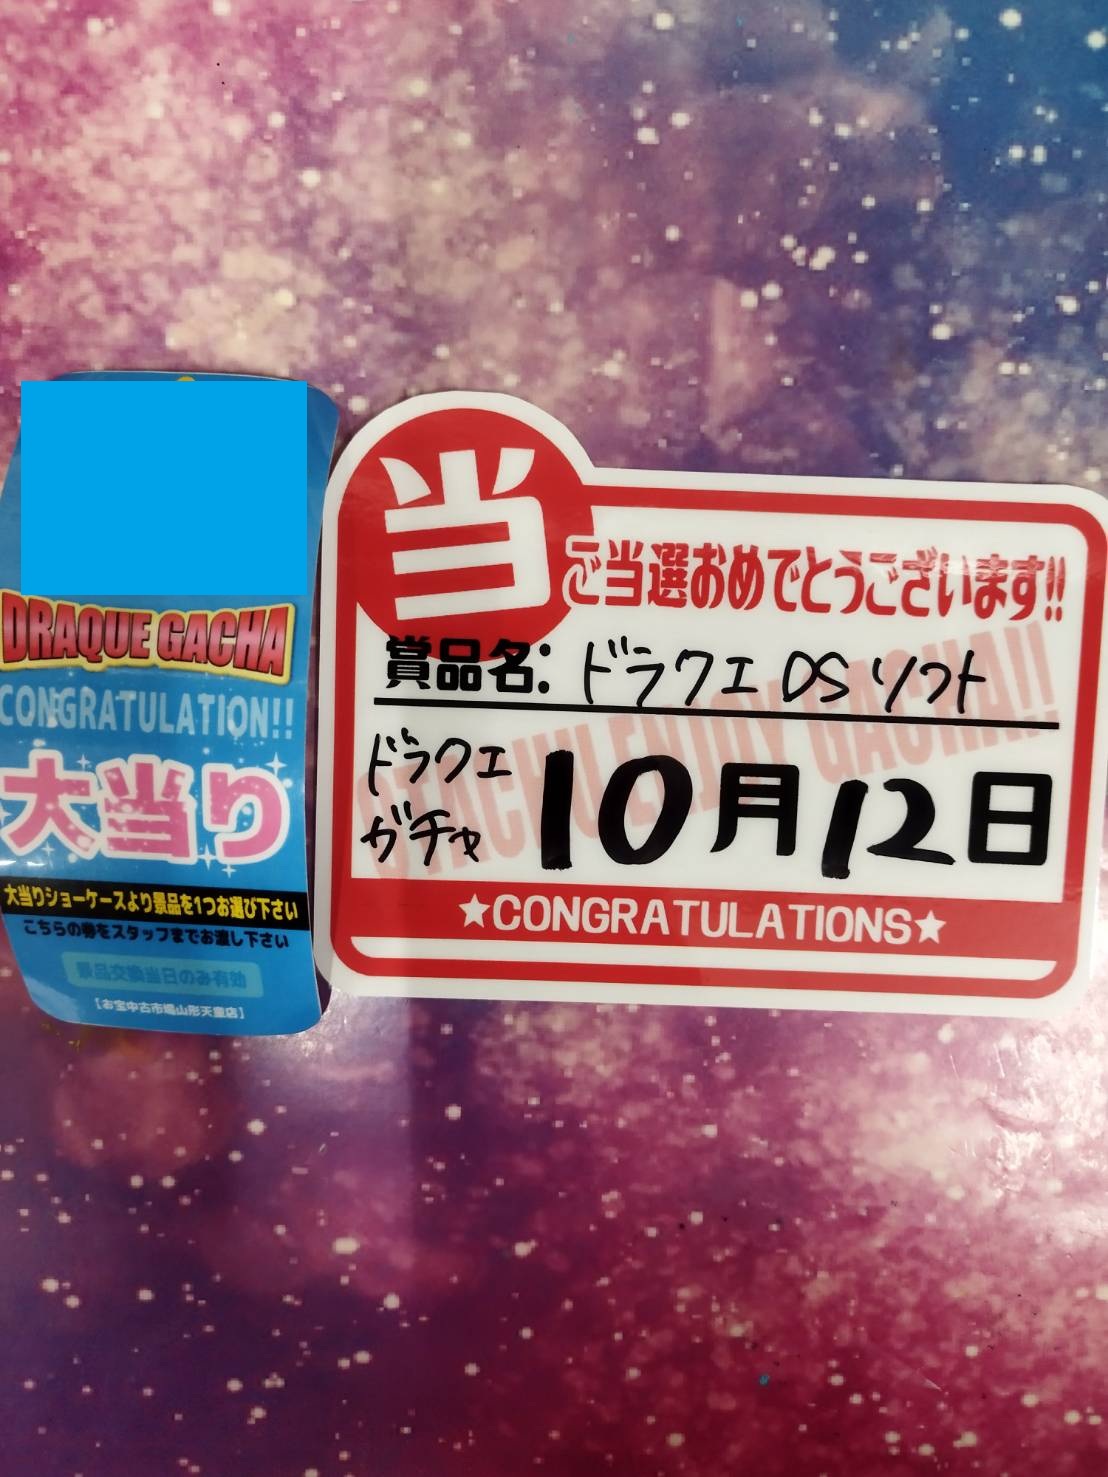 DRAQUE GACHA
CONGRATULATION!!
大当り
大当りショーケースより景品を1つお選び下さい
こちらの券をスタッフまでお渡し下さい
景品交換当日のみ有効
【お宝中古市場山形天童店】
当
ご当選おめでとうございます!!
賞品名: ドラクエ DSソフト
ドラクエ
ガチャ
10月12日
ENJOY GACHA!!
★CONGRATULATIONS★